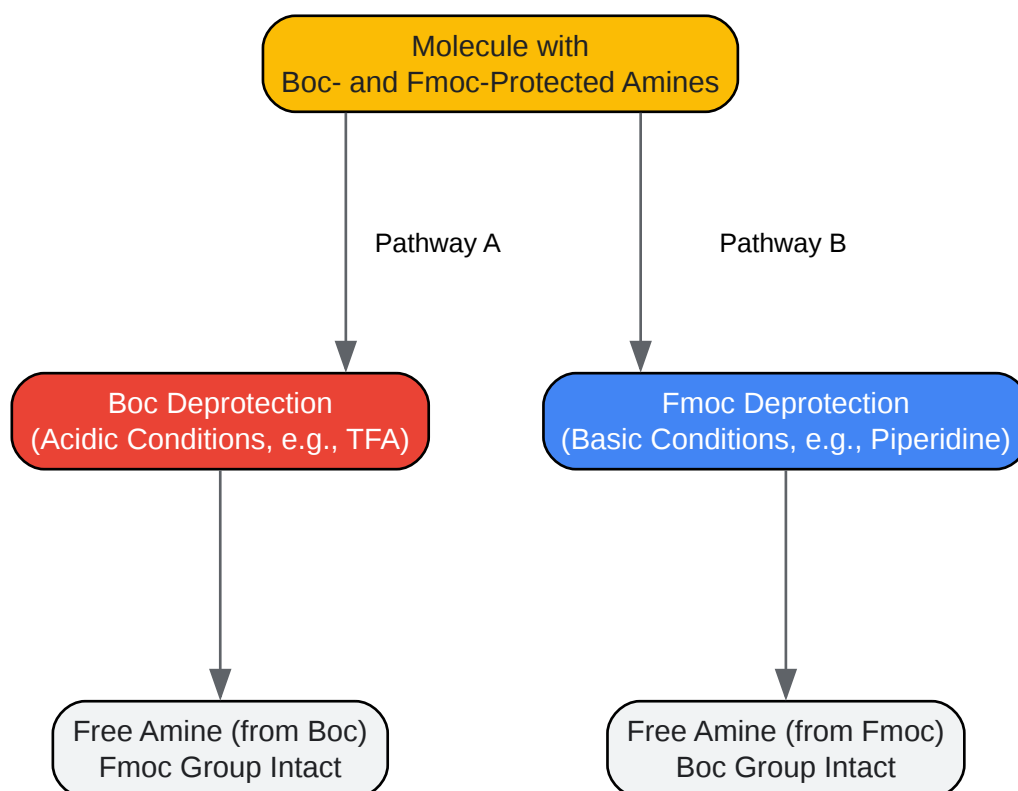 Molecule with
Boc- and Fmoc-Protected Amines
Pathway A
Pathway B
Boc Deprotection
(Acidic Conditions, e.g., TFA)
Fmoc Deprotection
(Basic Conditions, e.g., Piperidine)
Free Amine (from Boc)
Fmoc Group Intact
Free Amine (from Fmoc)
Boc Group Intact